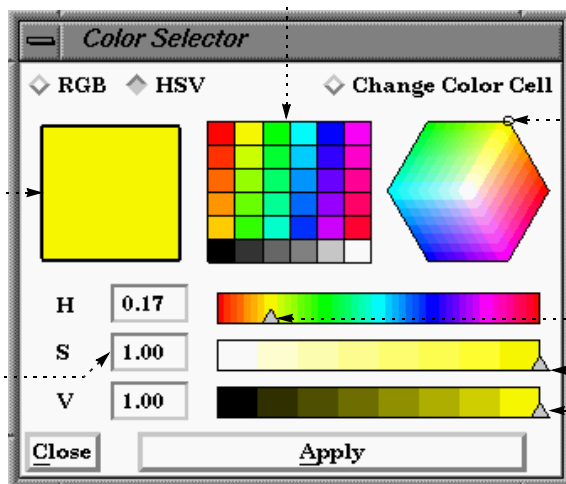 Color Selector
RGB HSV Change Color Cell
H 0.17
S 1.00
V 1.00
Close Apply